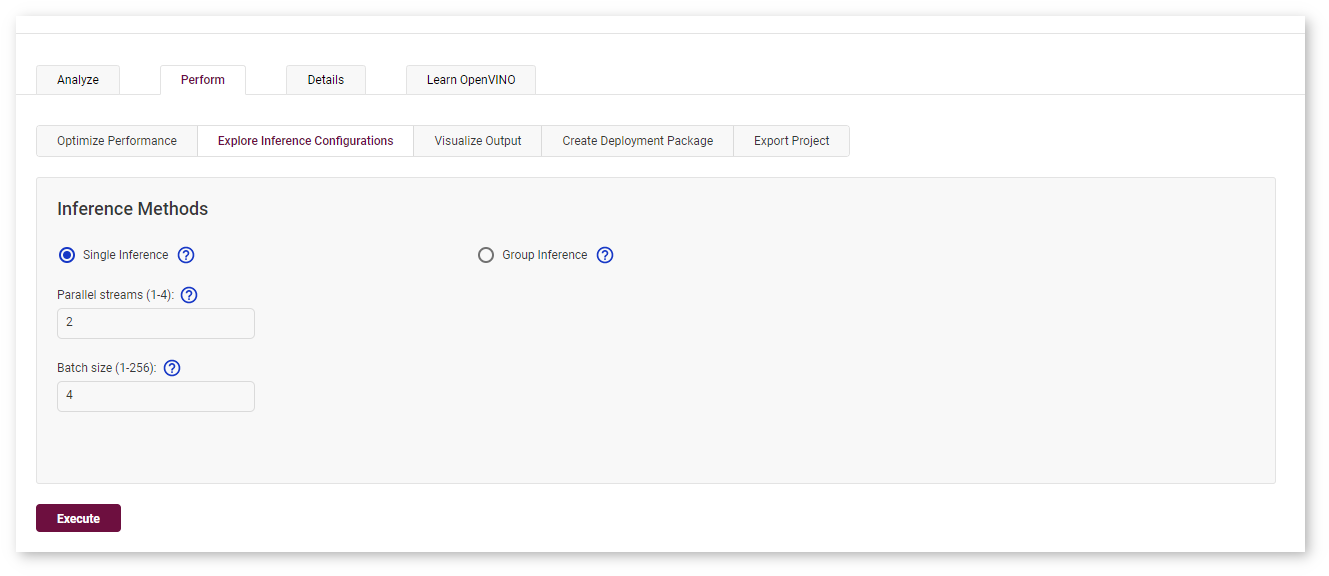 Analyze Perform Details Learn OpenVINO
Optimize Performance Explore Inference Configurations Visualize Output Create Deployment Package Export Project
Inference Methods
Single Inference ? Group Inference ?
Parallel streams (1-4): ?
2
Batch size (1-256): ?
4
Execute